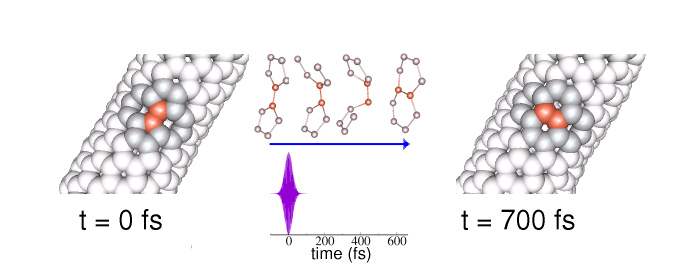 t = 0 fs
0 200 400 600
time (fs)
t = 700 fs